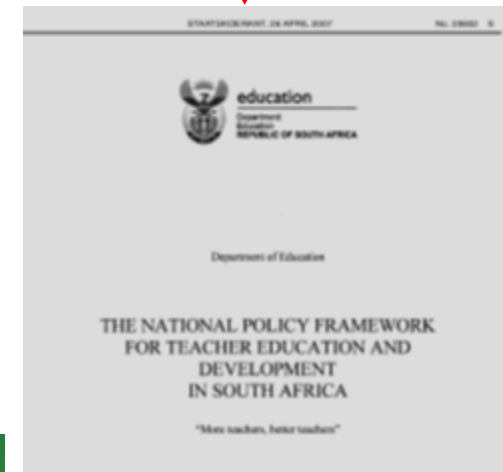 STAATSKOERANT, 26 APRIL 2007 No. 29832 3
education
Department
Education
REPUBLIC OF SOUTH AFRICA
Department of Education
THE NATIONAL POLICY FRAMEWORK
FOR TEACHER EDUCATION AND
DEVELOPMENT
IN SOUTH AFRICA
"More teachers, better teachers"